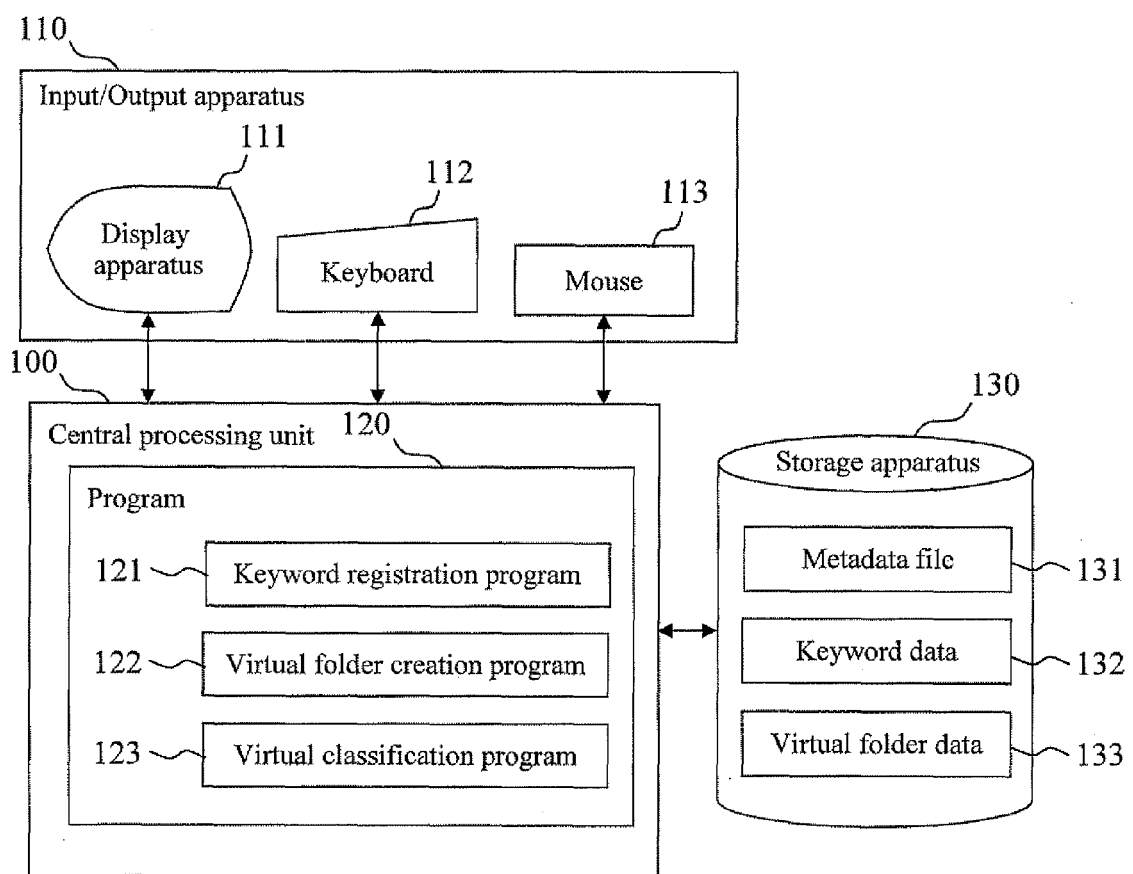 110
Input/Output apparatus
111
112
113
Display
apparatus
Keyboard
Mouse
100
Central processing unit
120
130
Storage apparatus
Program
121
Keyword registration program
122
Virtual folder creation program
123
Virtual classification program
Metadata file
131
Keyword data
132
Virtual folder data
133